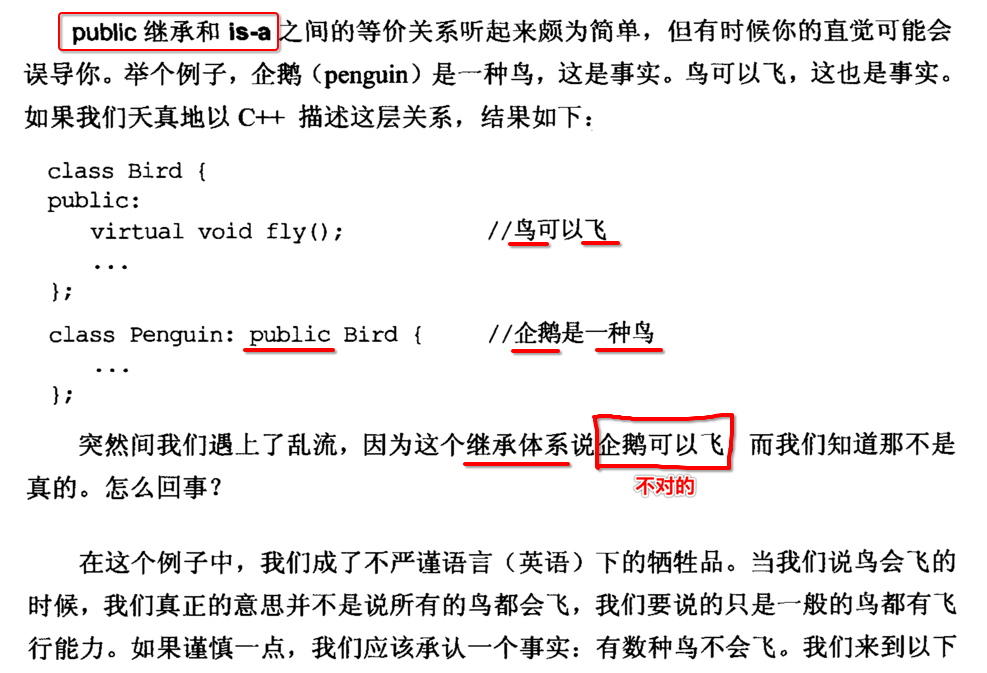 public 继承和 is-a 之间的等价关系听起来颇为简单，但有时候你的直觉可能会
误导你。举个例子，企鹅（penguin）是一种鸟，这是事实。鸟可以飞，这也是事实。
如果我们天真地以 C++ 描述这层关系，结果如下：
class Bird {
public:
virtual void fly(); //鸟可以飞
...
};
class Penguin: public Bird { //企鹅是一种鸟
...
};
突然间我们遇上了乱流，因为这个继承体系说企鹅可以飞 而我们知道那不是
不对的
真的。怎么回事？
在这个例子中，我们成了不严谨语言（英语）下的牺牲品。当我们说鸟会飞的
时候，我们真正的意思并不是说所有的鸟都会飞，我们要说的只是一般的鸟都有飞
行能力。如果谨慎一点，我们应该承认一个事实：有数种鸟不会飞。我们来到以下